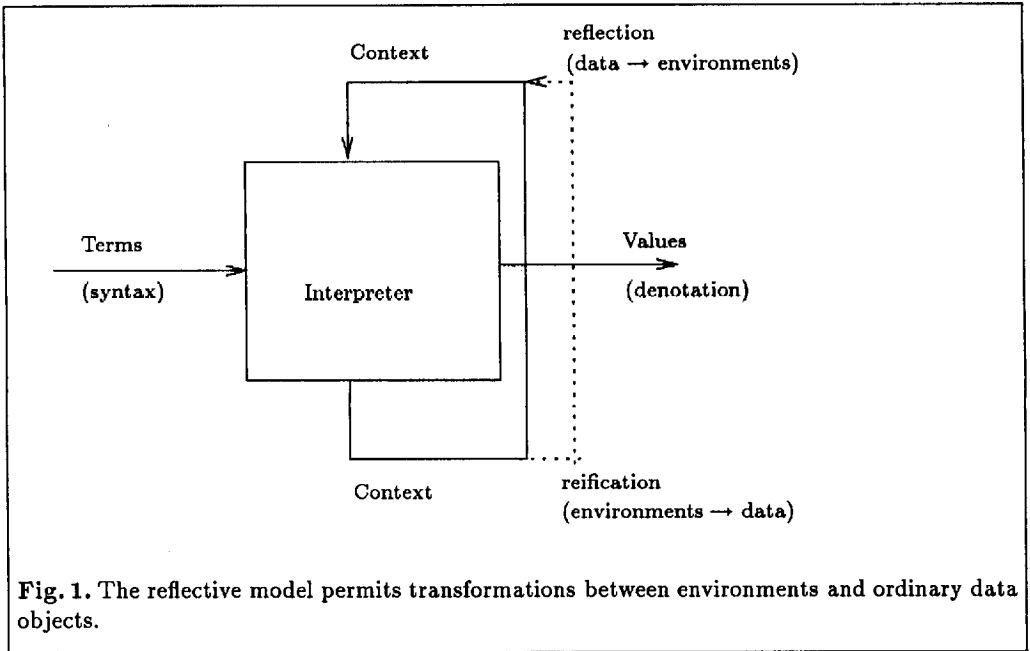 reflection
Context
(data → environments)
Terms
(syntax)
Interpreter
Values
(denotation)
Context
reification
(environments → data)
Fig. 1. The reflective model permits transformations between environments and ordinary data
objects.